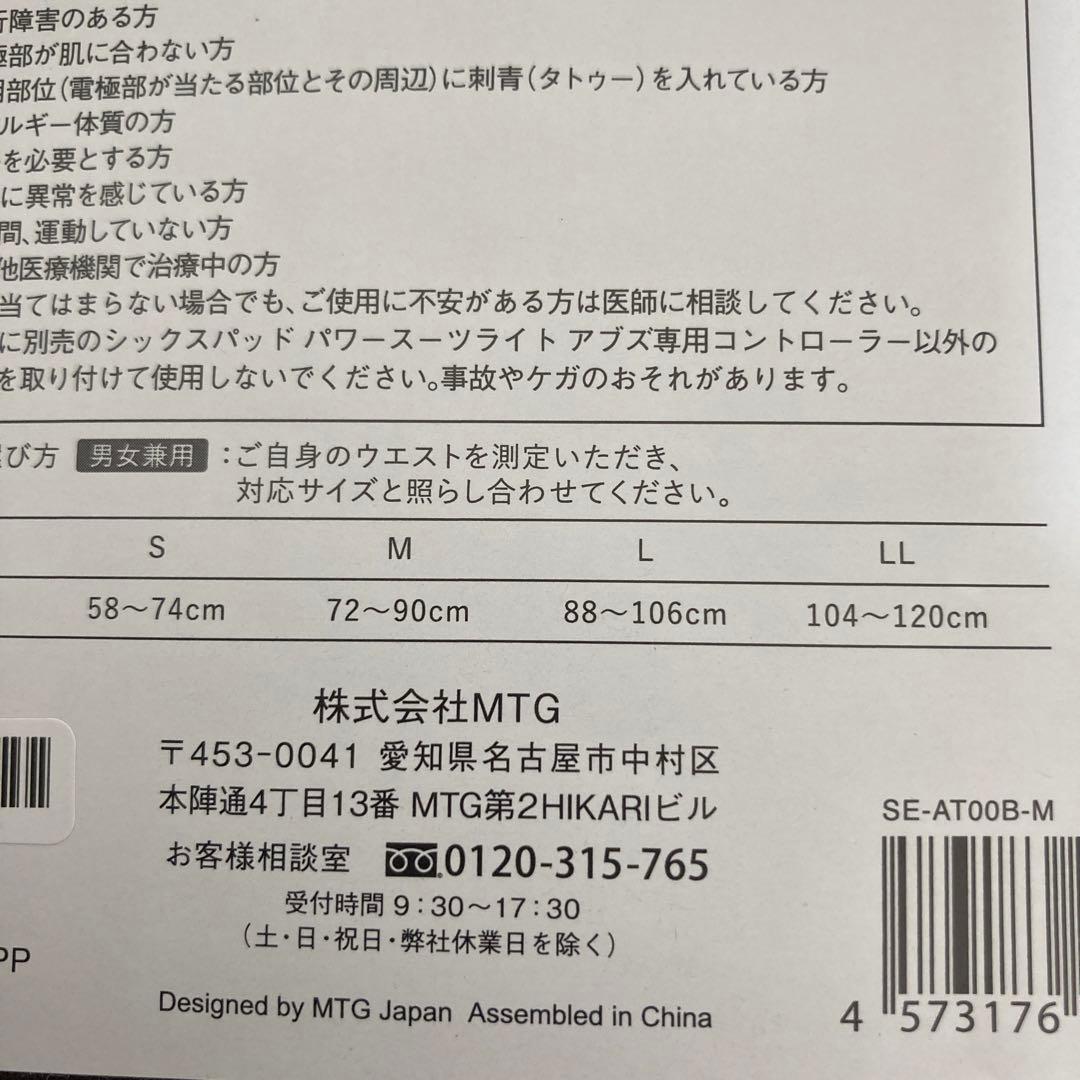 行障害のある方
極部が肌に合わない方
用部位(電極部が当たる部位とその周辺)に刺青(タトゥー)を入れている方
ルギー体質の方
を必要とする方
に異常を感じている方
間、運動していない方
他医療機関で治療中の方
当てはまらない場合でも、ご使用に不安がある方は医師に相談してください。
に別売のシックスパッド パワースーツライト アブズ専用コントローラー以外の
を取り付けて使用しないでください。事故やケガのおそれがあります。
び方 男女兼用 :ご自身のウエストを測定いただき、
対応サイズと照らし合わせてください。
S M L LL
58〜74cm 72〜90cm 88〜106cm 104〜120cm
株式会社MTG
〒453-0041 愛知県名古屋市中村区
本陣通4丁目13番 MTG第2HIKARIビル
お客様相談室 0120-315-765
受付時間 9:30〜17:30
(土・日・祝日・弊社休業日を除く)
Designed by MTG Japan Assembled in China
PP
SE-AT00B-M
4 573176